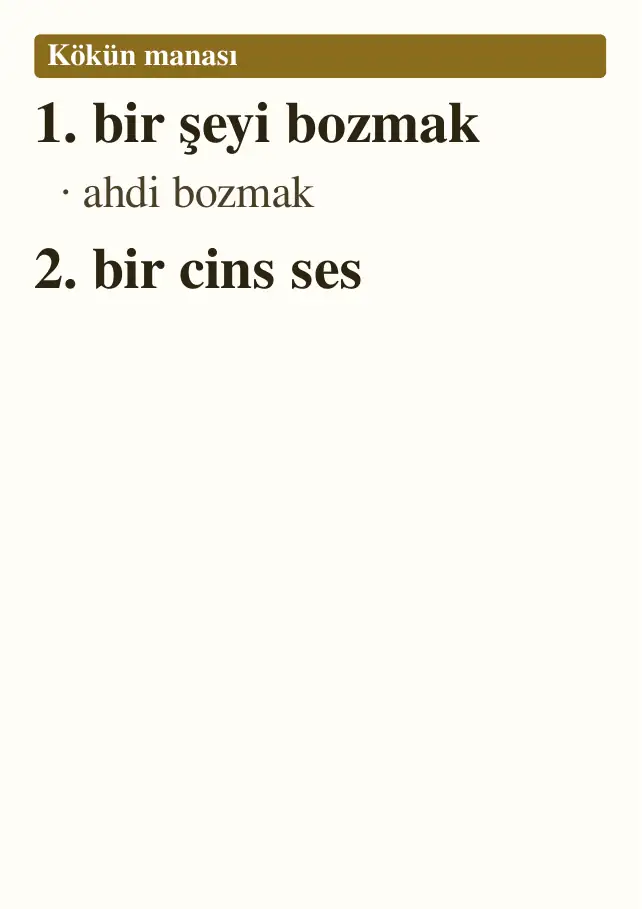 Kökün manası
1. bir şeyi bozmak
· ahdi bozmak
2. bir cins ses